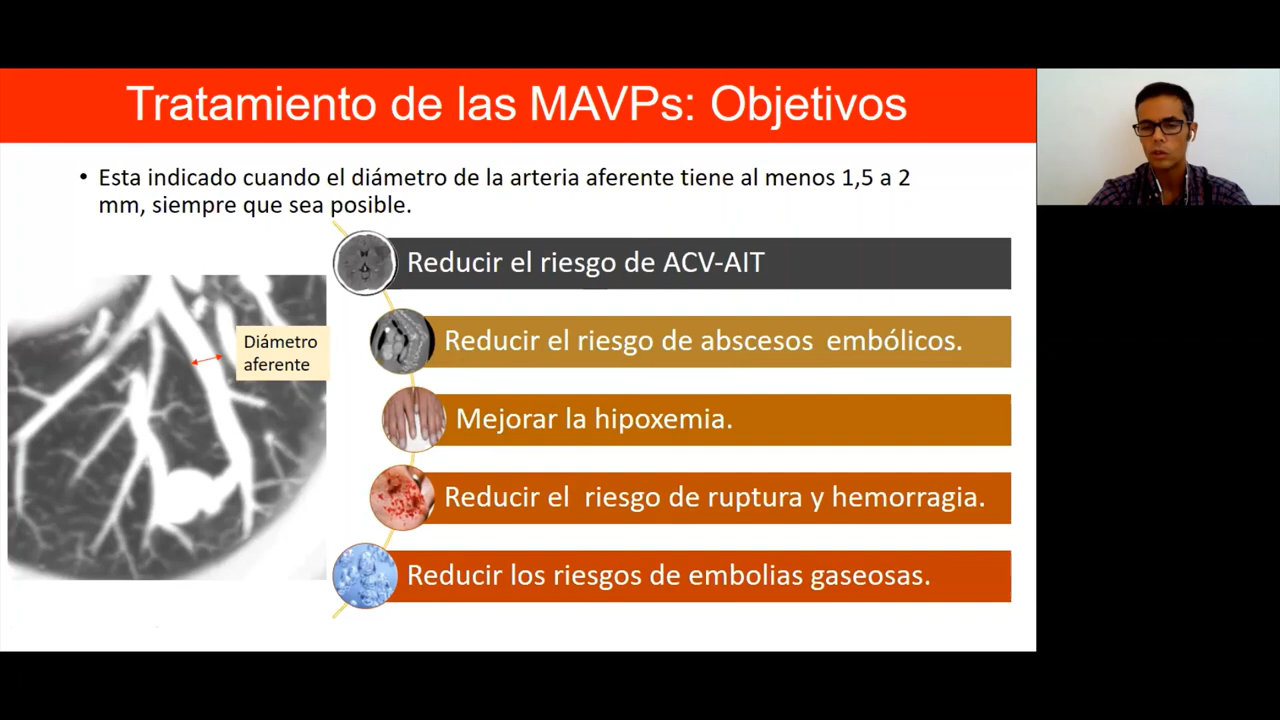 Tratamiento de las MAVPs: Objetivos
• Esta indicado cuando el diámetro de la arteria aferente tiene al menos 1,5 a 2
mm, siempre que sea posible.
Reducir el riesgo de ACV-AIT
Diámetro
aferente
Reducir el riesgo de abscesos embólicos.
Mejorar la hipoxemia.
Reducir el riesgo de ruptura y hemorragia.
Reducir los riesgos de embolias gaseosas.